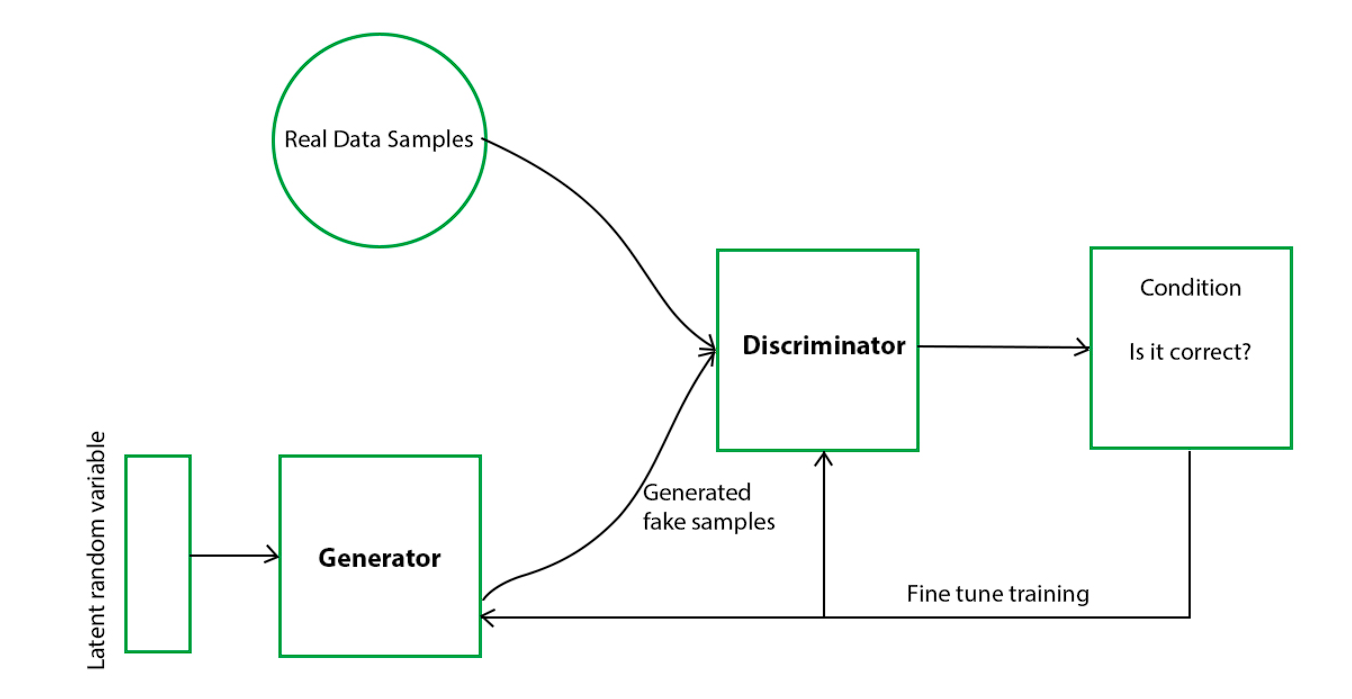 Real Data Samples
Discriminator
Condition
Is it correct?
Latent random variable
Generator
Generated
fake samples
Fine tune training